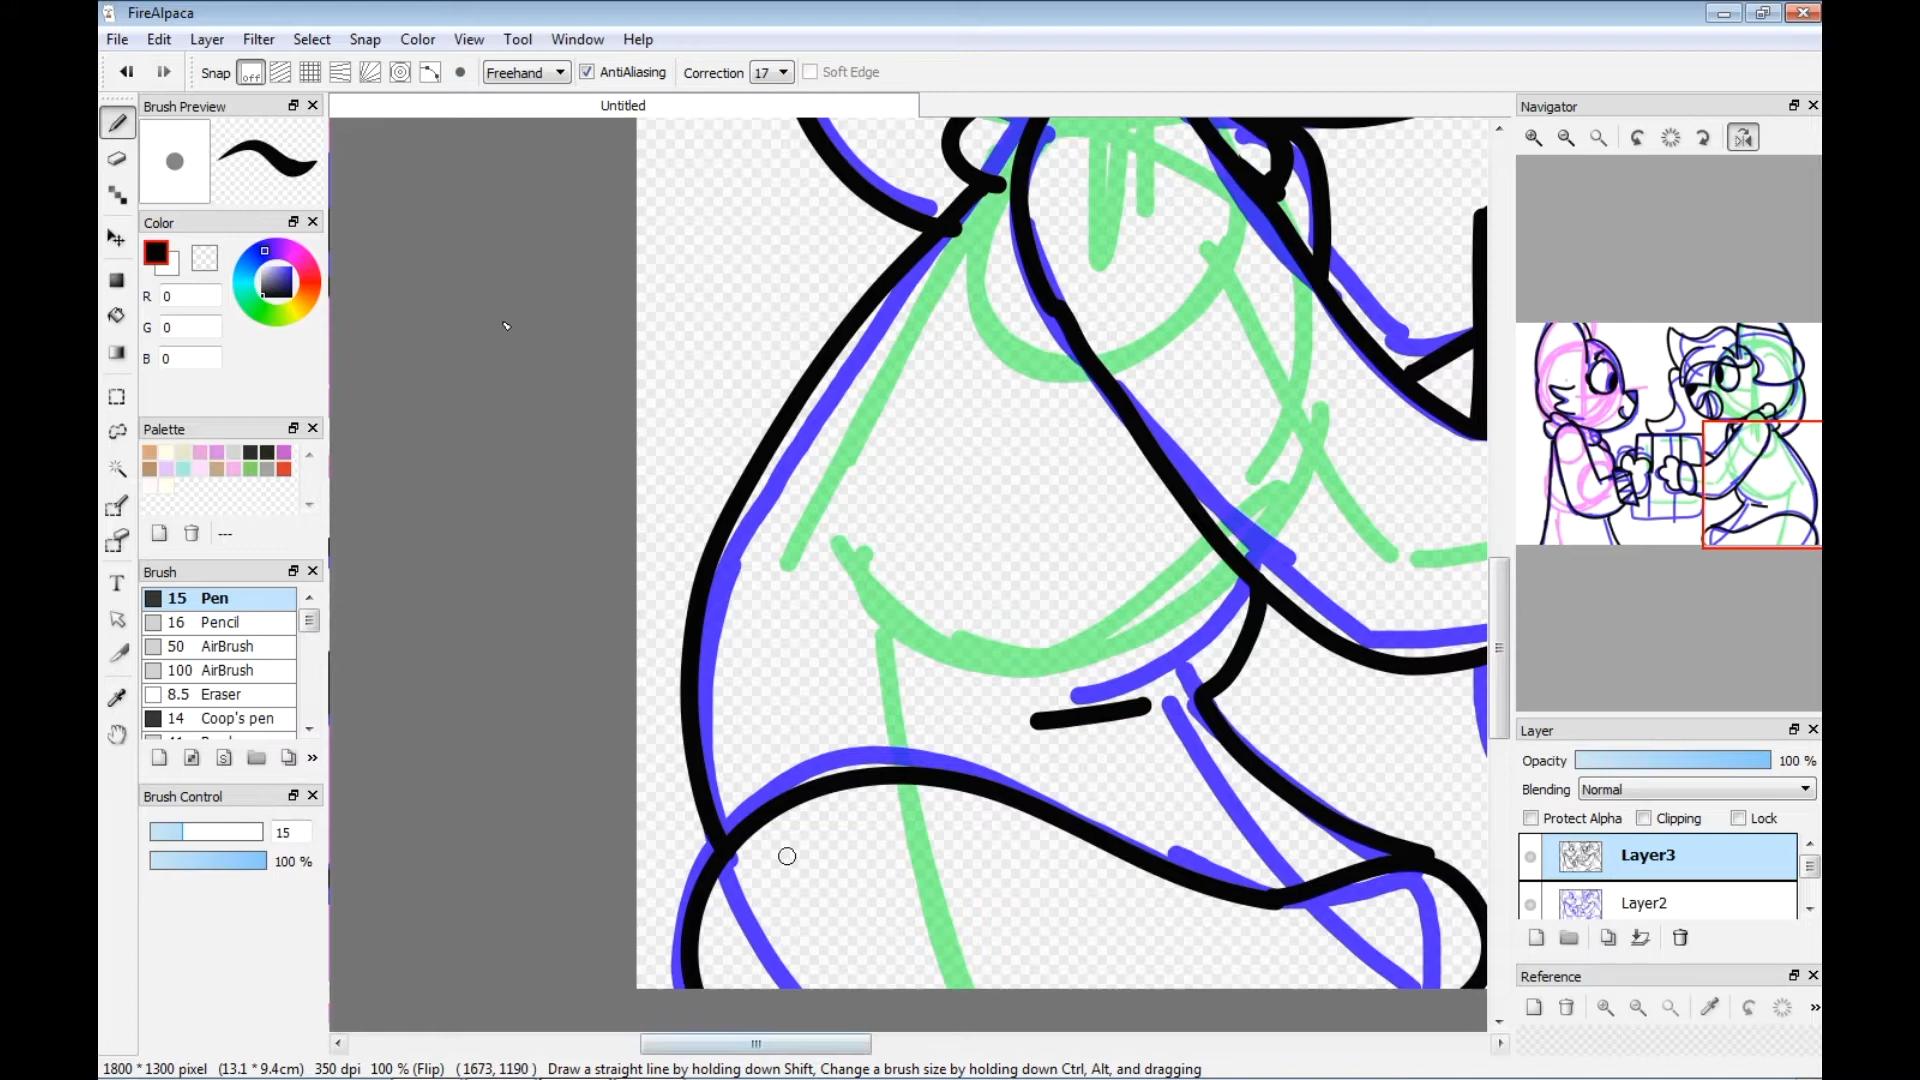 FireAlpaca
File Edit Layer Filter Select Snap Color View Tool Window Help
Snap off Freehand AntiAliasing Correction 17 Soft Edge
Brush Preview
Untitled
Navigator
Color
R 0
G 0
B 0
Palette
---
Brush
15 Pen
16 Pencil
50 AirBrush
100 AirBrush
8.5 Eraser
14 Coop's pen
Brush Control
15
100 %
Layer
Opacity 100 %
Blending Normal
Protect Alpha Clipping Lock
Layer3
Layer2
Reference
1800 * 1300 pixel (13.1 * 9.4cm) 350 dpi 100 % (Flip) ( 1673, 1190 ) Draw a straight line by holding down Shift, Change a brush size by holding down Ctrl, Alt, and dragging